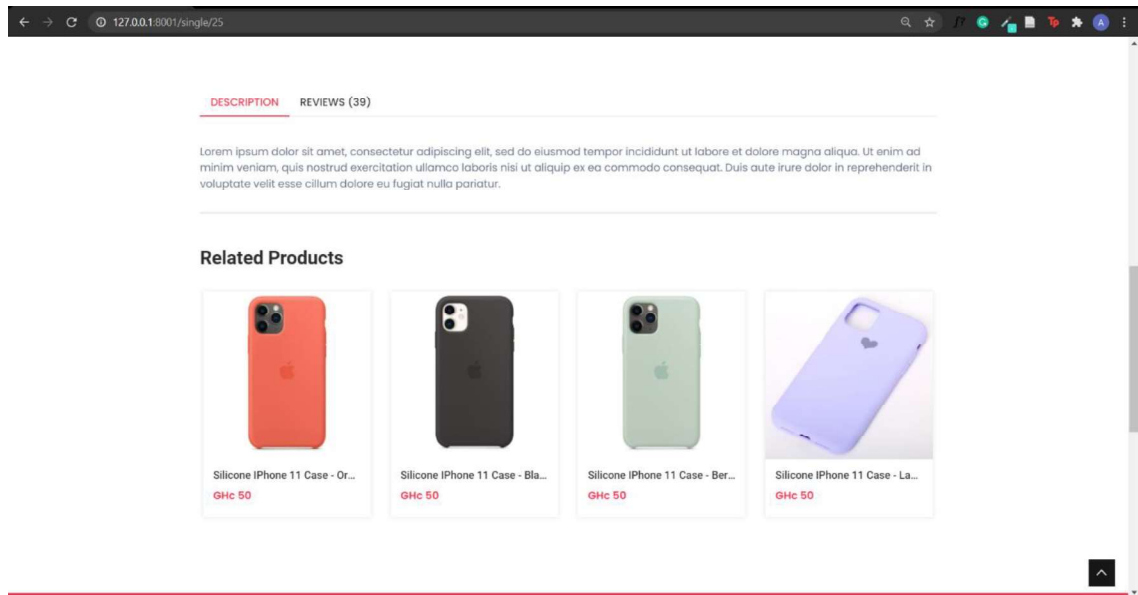 127.0.0.1:8001/single/25
DESCRIPTION REVIEWS (39)
Lorem ipsum dolor sit amet, consectetur adipiscing elit, sed do eiusmod tempor incididunt ut labore et dolore magna aliqua. Ut enim ad
minim veniam, quis nostrud exercitation ullamco laboris nisi ut aliquip ex ea commodo consequat. Duis aute irure dolor in reprehenderit in
voluptate velit esse cillum dolore eu fugiat nulla pariatur.
Related Products
Silicone IPhone 11 Case - Or...
GHc 50
Silicone IPhone 11 Case - Bla...
GHc 50
Silicone IPhone 11 Case - Ber...
GHc 50
Silicone IPhone 11 Case - La...
GHc 50